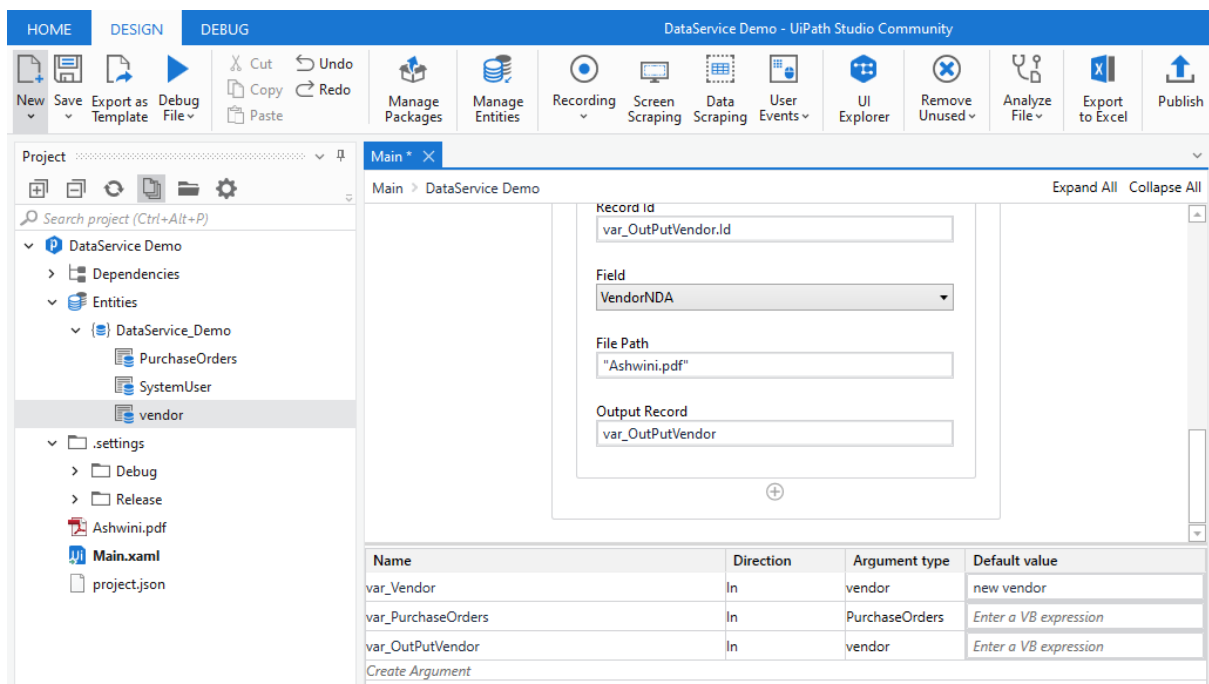 HOME DESIGN DEBUG DataService Demo - UiPath Studio Community
New Save Export as Template Debug File
Cut Copy Paste
Undo Redo
Manage Packages
Manage Entities
Recording
Screen Scraping
Data Scraping
User Events
UI Explorer
Remove Unused
Analyze File
Export to Excel
Publish
Project
Search project (Ctrl+Alt+P)
DataService Demo
Dependencies
Entities
DataService_Demo
PurchaseOrders
SystemUser
vendor
.settings
Debug
Release
Ashwini.pdf
Main.xaml
project.json
Main *
Main > DataService Demo Expand All Collapse All
Record Id
var_OutPutVendor.Id
Field
VendorNDA
File Path
"Ashwini.pdf"
Output Record
var_OutPutVendor
Name Direction Argument type Default value
var_Vendor In vendor new vendor
var_PurchaseOrders In PurchaseOrders Enter a VB expression
var_OutPutVendor In vendor Enter a VB expression
Create Argument